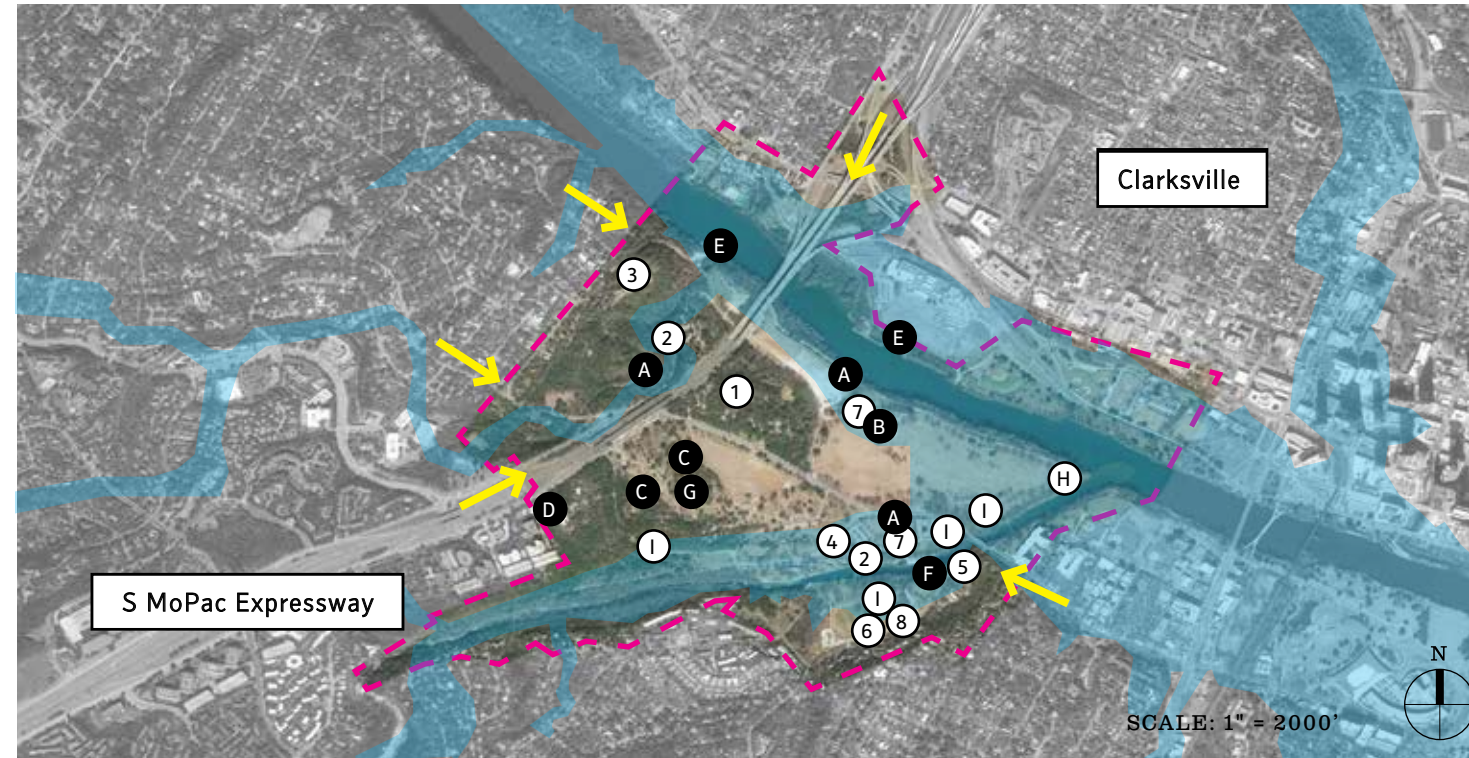 Clarksville
E
3
2
E
A
A
1
7
B
C
H
C
G
D
I
A
I
4
7
I
2
5
F
I
8
6
S MoPac Expressway
N
SCALE: 1" = 2000'